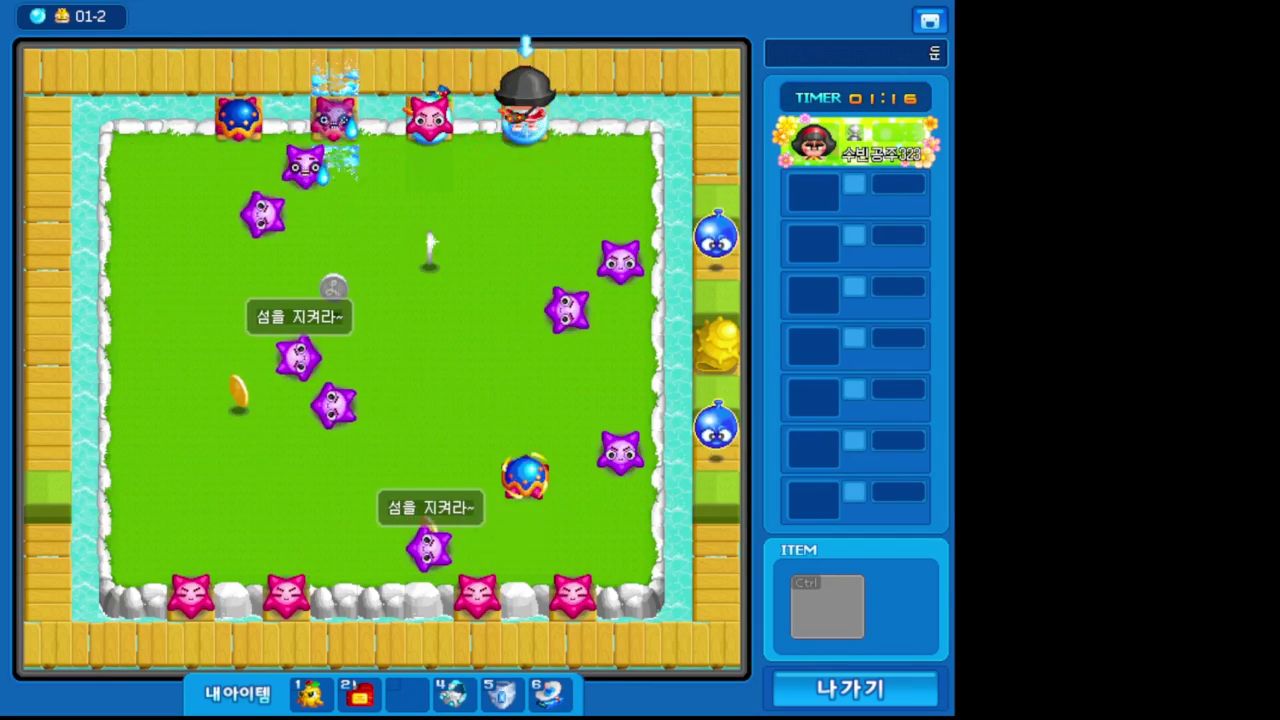 01-2
눈
TIMER 01:16
수빈공주323
섬을 지켜라~
섬을 지켜라~
ITEM
Ctrl
내아이템
1
2
4
5
6
나가기